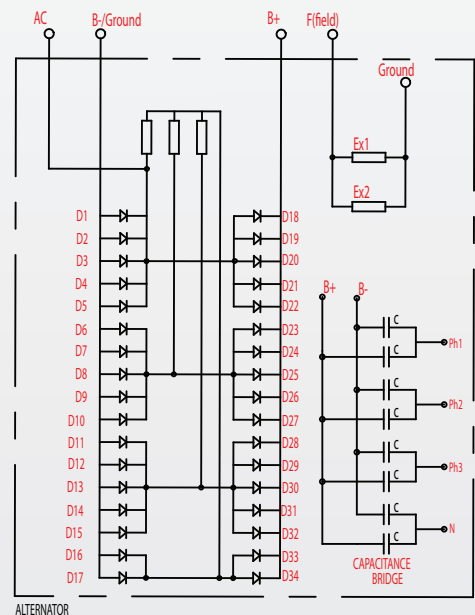 AC
B-/Ground
B+
F(field)
Ground
Ex1
Ex2
D1
D2
D3
D4
D5
D6
D7
D8
D9
D10
D11
D12
D13
D14
D15
D16
D17
D18
D19
D20
D21
D22
D23
D24
D25
D26
D27
D28
D29
D30
D31
D32
D33
D34
B+
B-
C
C
Ph1
C
C
Ph2
C
C
Ph3
C
C
N
CAPACITANCE
BRIDGE
ALTERNATOR